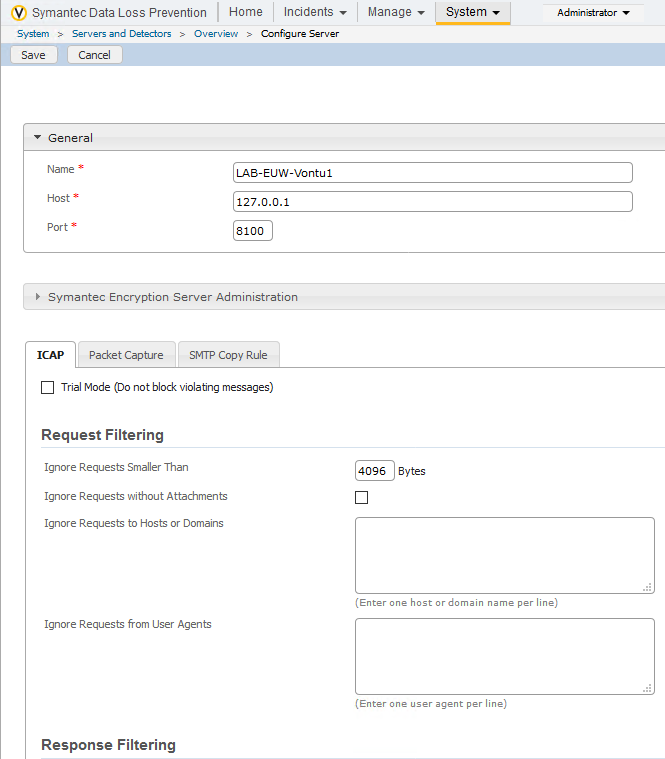 Symantec Data Loss Prevention Home Incidents Manage System Administrator
System > Servers and Detectors > Overview > Configure Server
Save Cancel
General
Name * LAB-EUW-Vontu1
Host * 127.0.0.1
Port * 8100
Symantec Encryption Server Administration
ICAP Packet Capture SMTP Copy Rule
Trial Mode (Do not block violating messages)
Request Filtering
Ignore Requests Smaller Than 4096 Bytes
Ignore Requests without Attachments
Ignore Requests to Hosts or Domains
(Enter one host or domain name per line)
Ignore Requests from User Agents
(Enter one user agent per line)
Response Filtering